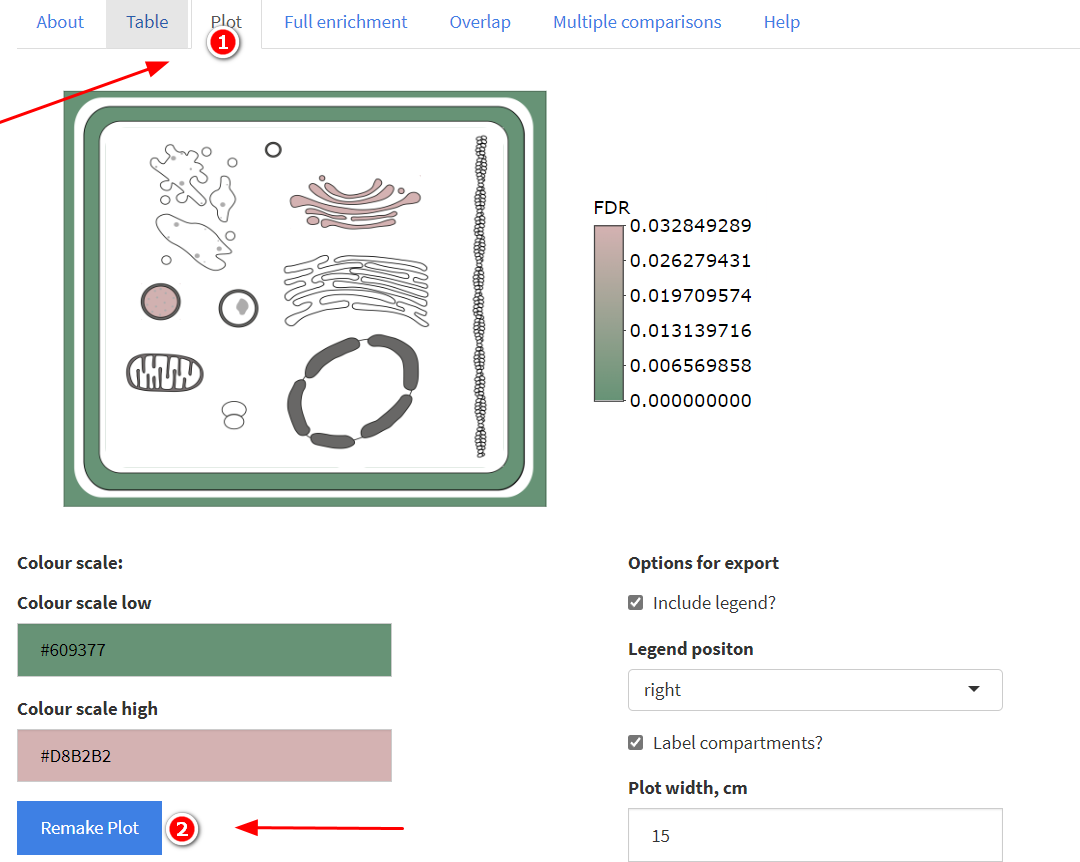 About Table Plot Full enrichment Overlap Multiple comparisons Help
1
FDR
0.032849289
0.026279431
0.019709574
0.013139716
0.006569858
0.000000000
Colour scale:
Colour scale low
#609377
Colour scale high
#D8B2B2
Remake Plot
2
Options for export
Include legend?
Legend positon
right
Label compartments?
Plot width, cm
15